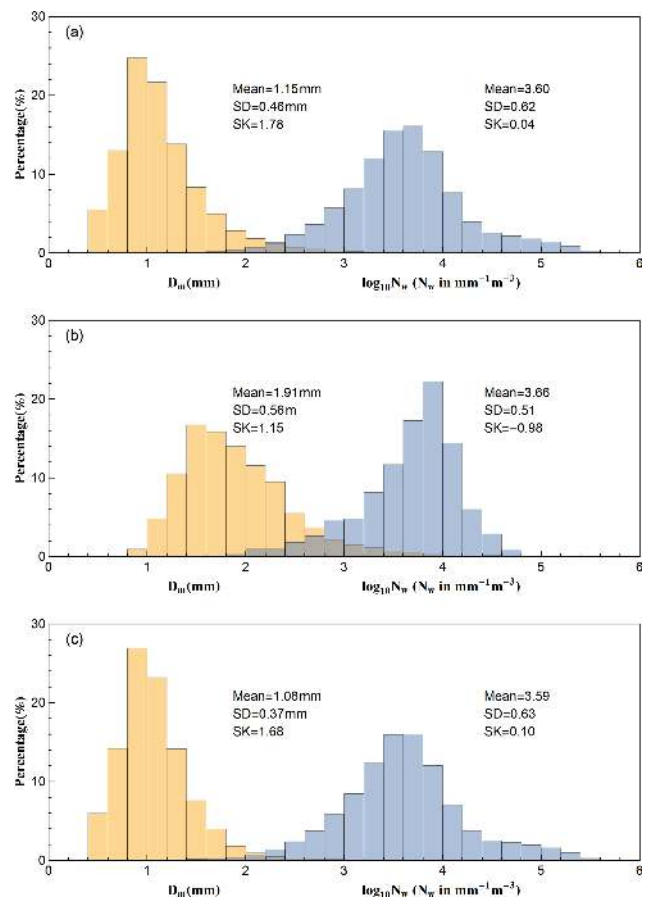 30
(a)
Mean=1.15mm
3.60
SD=0.46mm
SD=0.62
SK=1.78
SK=0.04
20
10
0
Percentage(%)
0 1 2 3 4 5 6
Dm(mm)
log10Nw (Nw in mm−1m−3)
30
(b)
Mean=1.91mm
Mean=3.66
SD=0.56m
SD=0.51
SK=1.15
SK=−0.98
20
10
0
Percentage(%)
0 1 2 3 4 5 6
Dm(mm)
log10Nw (Nw in mm−1m−3)
30
(c)
Mean=1.08mm
Mean=3.59
SD=0.37mm
SD=0.63
SK=1.68
SK=0.10
20
10
0
Percentage(%)
0 1 2 3 4 5 6
Dm(mm)
log10Nw (Nw in mm−1m−3)